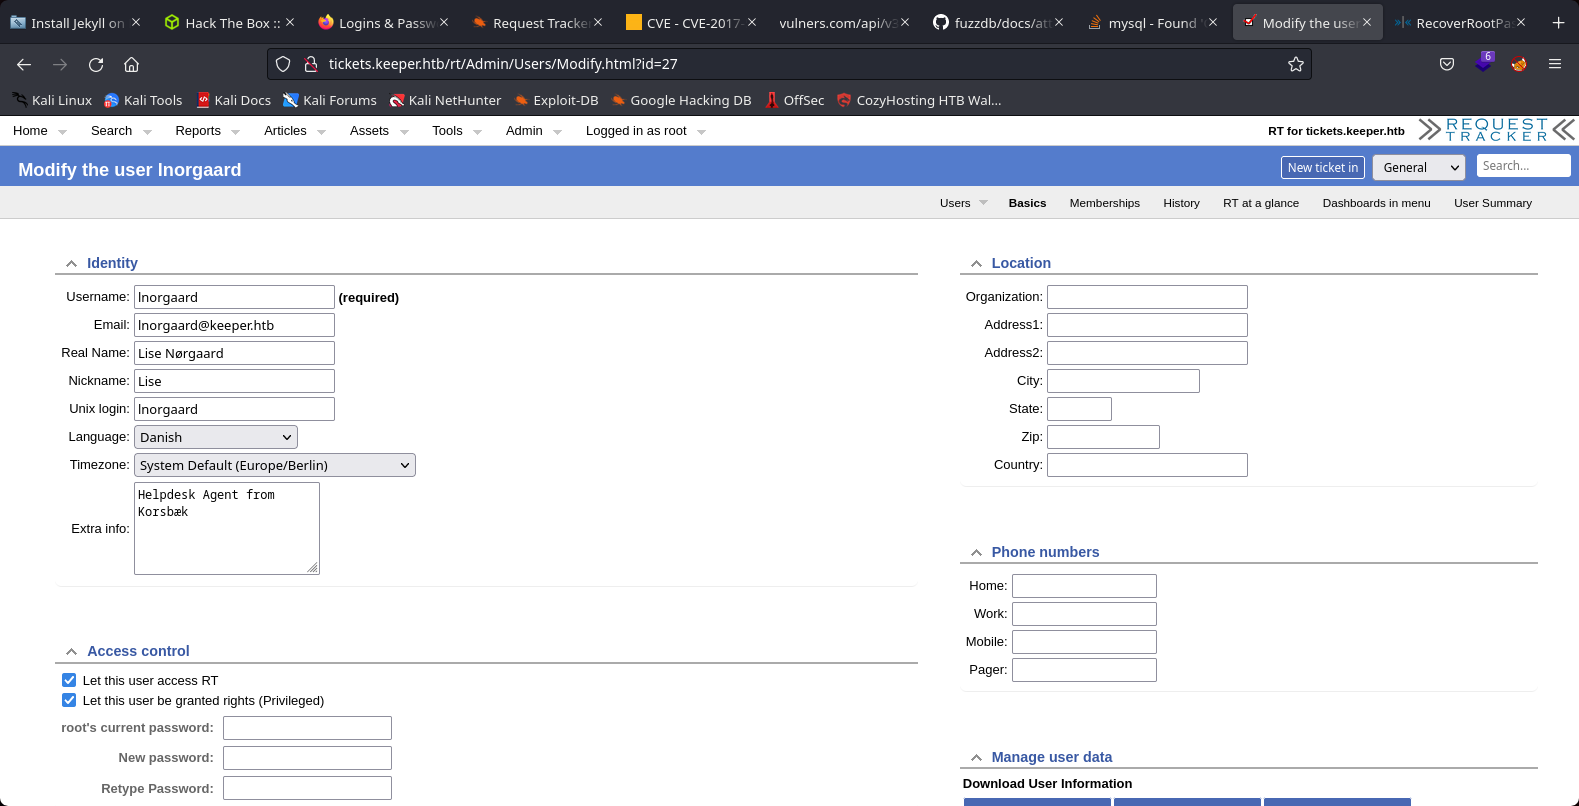 Install Jekyll on
Hack The Box ::
Logins & Passw
Request Tracker
CVE - CVE-2017-
vulners.com/api/v3
fuzzdb/docs/att
mysql - Found
Modify the user
RecoverRootPa
tickets.keeper.htb/rt/Admin/Users/Modify.html?id=27
6
Kali Linux Kali Tools Kali Docs Kali Forums Kali NetHunter Exploit-DB Google Hacking DB OffSec CozyHosting HTB Wal...
Home Search Reports Articles Assets Tools Admin Logged in as root
RT for tickets.keeper.htb
REQUEST
TRACKER
Modify the user lnorgaard
New ticket in General Search...
Users Basics Memberships History RT at a glance Dashboards in menu User Summary
Identity
Username: lnorgaard (required)
Email: lnorgaard@keeper.htb
Real Name: Lise Nørgaard
Nickname: Lise
Unix login: lnorgaard
Language: Danish
Timezone: System Default (Europe/Berlin)
Extra info: Helpdesk Agent from
Korsbæk
Access control
Let this user access RT
Let this user be granted rights (Privileged)
root's current password:
New password:
Retype Password:
Location
Organization:
Address1:
Address2:
City:
State:
Zip:
Country:
Phone numbers
Home:
Work:
Mobile:
Pager:
Manage user data
Download User Information